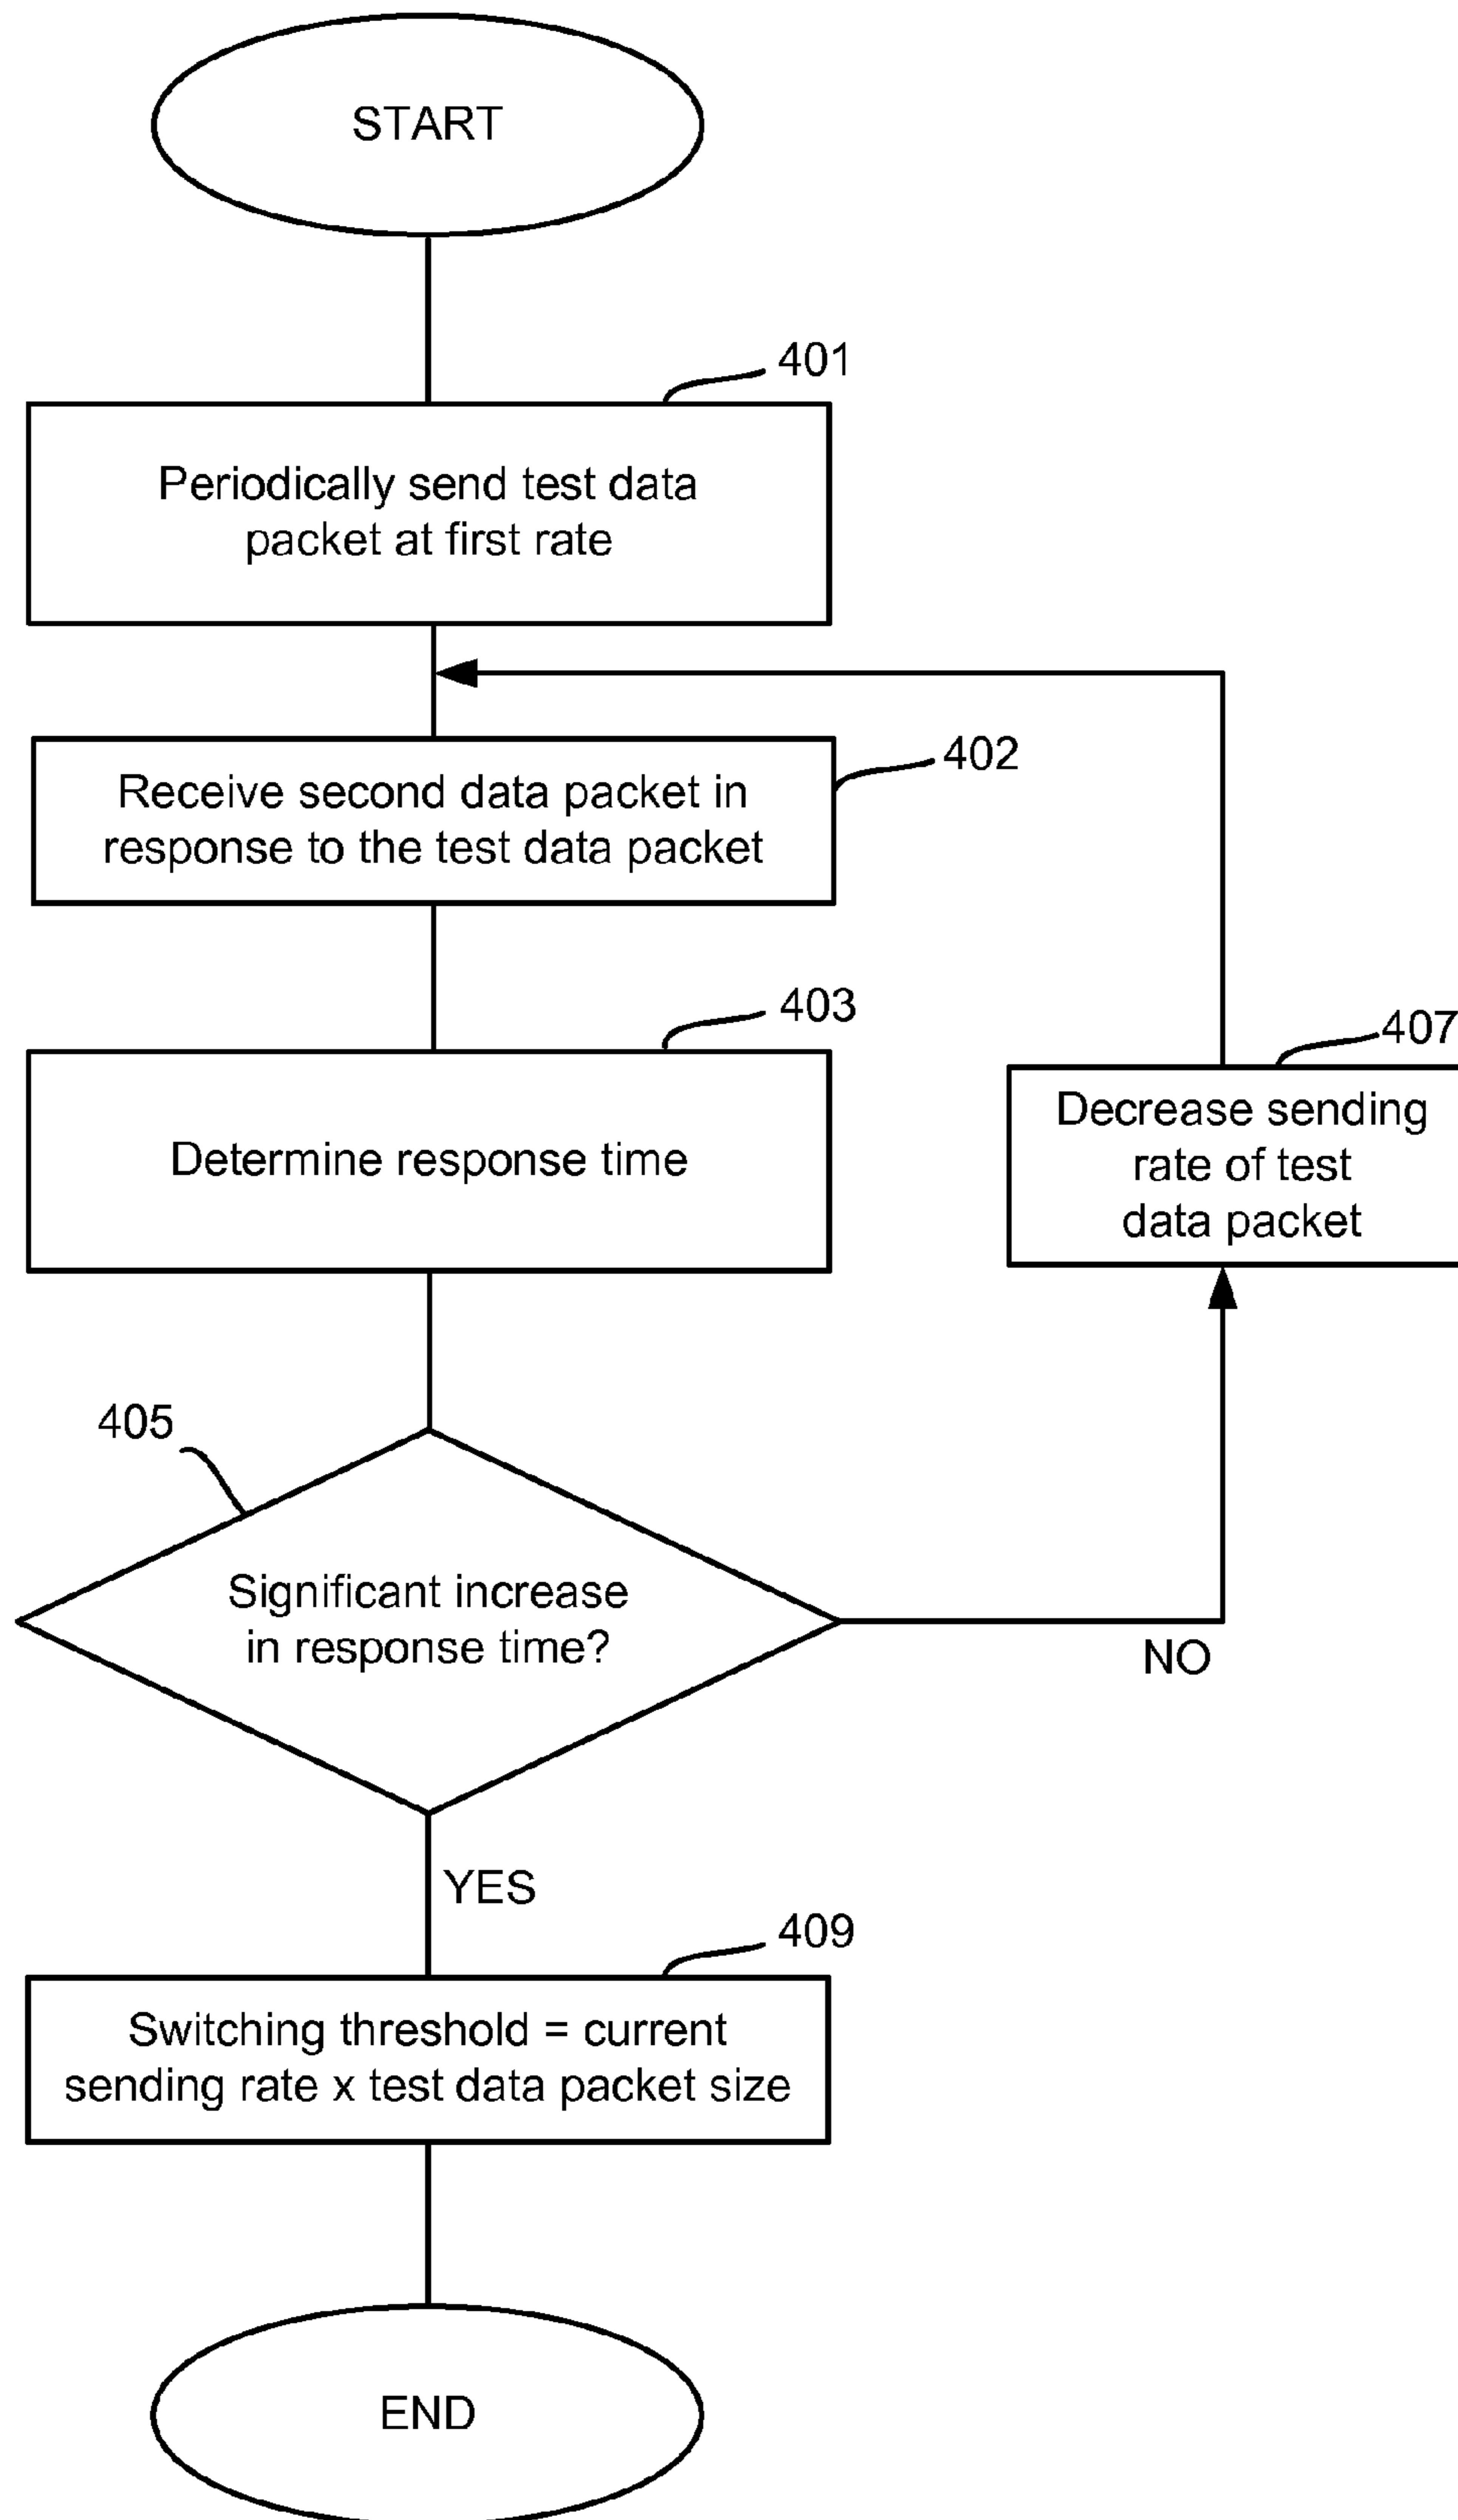 START
401
Periodically send test data
packet at first rate
402
Receive second data packet in
response to the test data packet
403
Determine response time
407
Decrease sending
rate of test
data packet
405
Significant increase
in response time?
NO
YES
409
Switching threshold = current
sending rate x test data packet size
END